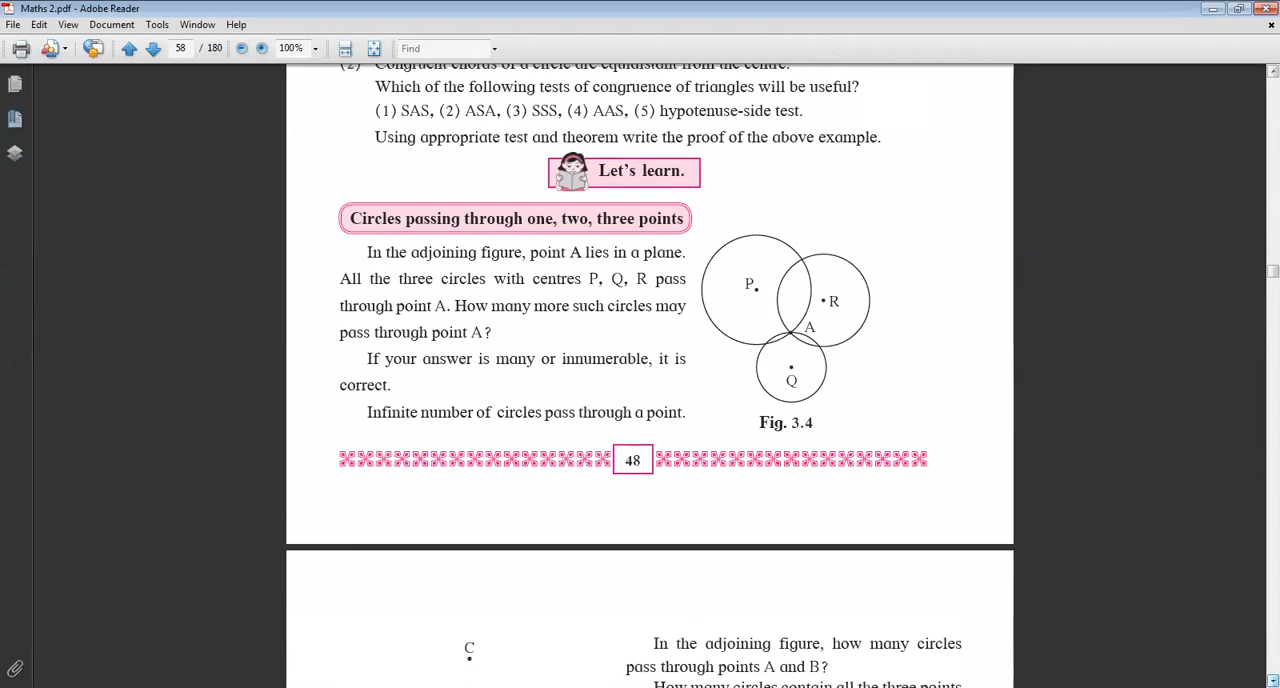 Maths 2.pdf - Adobe Reader
File Edit View Document Tools Window Help
58 / 180 100% Find
(2) Congruent chords of a circle are equidistant from the centre.
Which of the following tests of congruence of triangles will be useful?
(1) SAS, (2) ASA, (3) SSS, (4) AAS, (5) hypotenuse-side test.
Using appropriate test and theorem write the proof of the above example.
Let's learn.
Circles passing through one, two, three points
In the adjoining figure, point A lies in a plane.
All the three circles with centres P, Q, R pass
through point A. How many more such circles may
pass through point A?
If your answer is many or innumerable, it is
correct.
Infinite number of circles pass through a point.
P
R
A
Q
Fig. 3.4
48
C
In the adjoining figure, how many circles
pass through points A and B?
How many circles contain all the three points